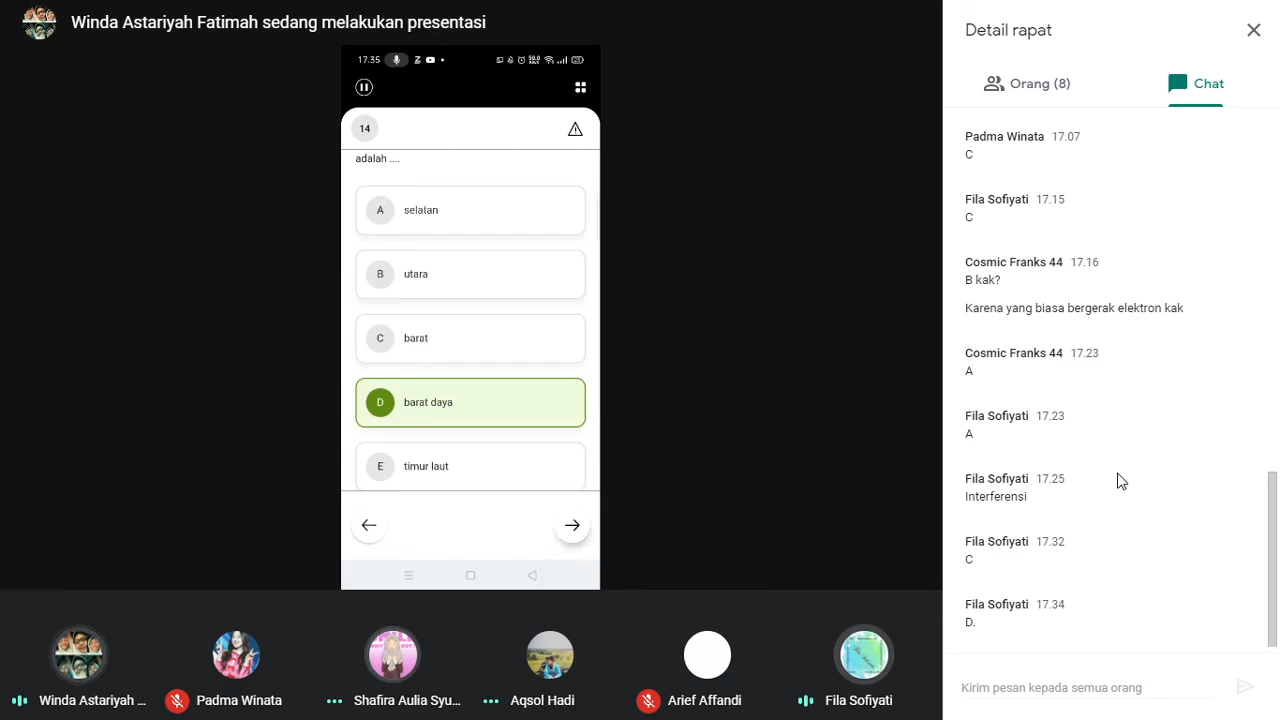 Winda Astariyah Fatimah sedang melakukan presentasi
17.35
14
adalah ....
A selatan
B utara
C barat
D barat daya
E timur laut
Winda Astariyah ...
Padma Winata
Shafira Aulia Syu...
Aqsol Hadi
Arief Affandi
Fila Sofiyati
Detail rapat
Orang (8)
Chat
Padma Winata 17.07
C
Fila Sofiyati 17.15
C
Cosmic Franks 44 17.16
B kak?
Karena yang biasa bergerak elektron kak
Cosmic Franks 44 17.23
A
Fila Sofiyati 17.23
A
Fila Sofiyati 17.25
Interferensi
Fila Sofiyati 17.32
C
Fila Sofiyati 17.34
D.
Kirim pesan kepada semua orang